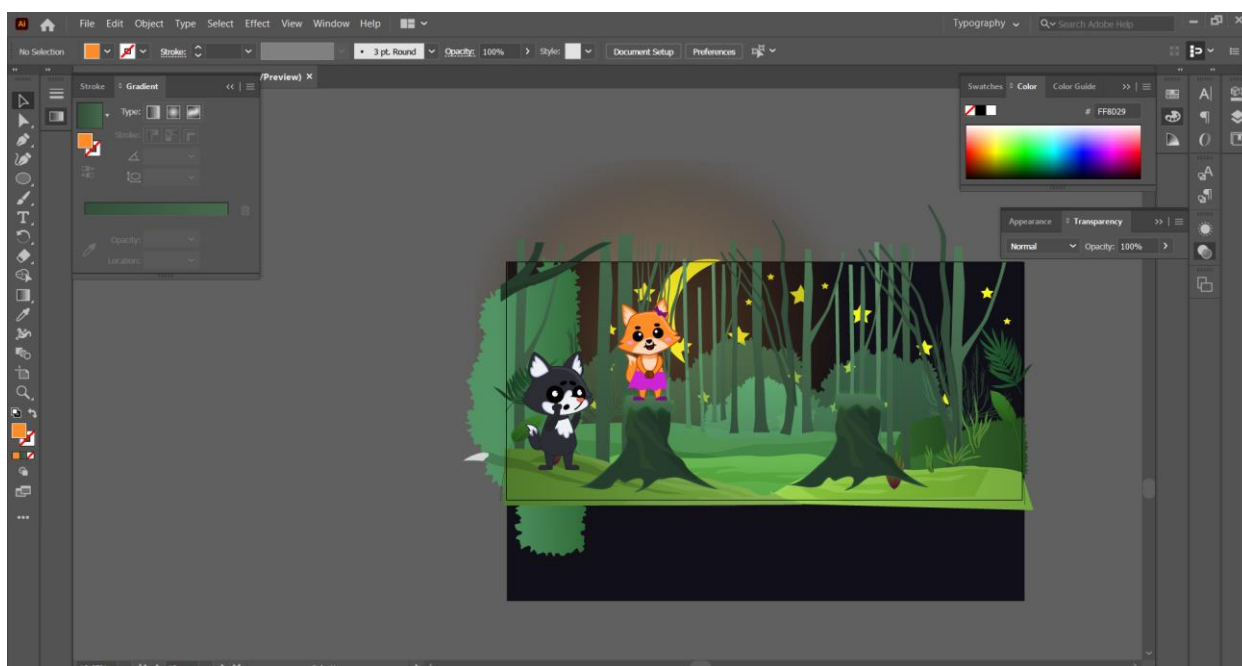 Ai File Edit Object Type Select Effect View Window Help Typography Search Adobe Help
No Selection Stroke: 3 pt. Round Opacity: 100% Style: Document Setup Preferences
/Preview) ×
Stroke Gradient
Type:
Stroke:
Opacity:
Location:
Swatches Color Color Guide
# FF8D29
Appearance Transparency
Normal Opacity: 100%